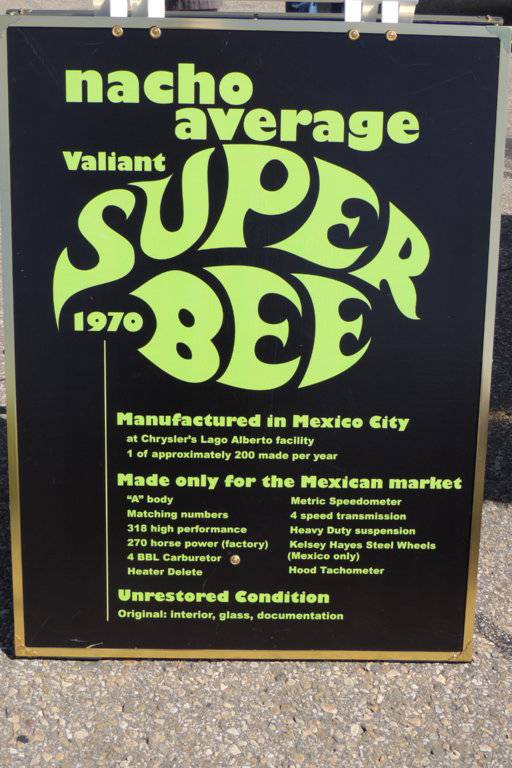 nacho
average
Valiant
SUPER
1970 BEE
Manufactured in Mexico City
at Chrysler's Lago Alberto facility
1 of approximately 200 made per year
Made only for the Mexican market
"A" body
Matching numbers
318 high performance
270 horse power (factory)
4 BBL Carburetor
Heater Delete
Metric Speedometer
4 speed transmission
Heavy Duty suspension
Kelsey Hayes Steel Wheels
(Mexico only)
Hood Tachometer
Unrestored Condition
Original: interior, glass, documentation